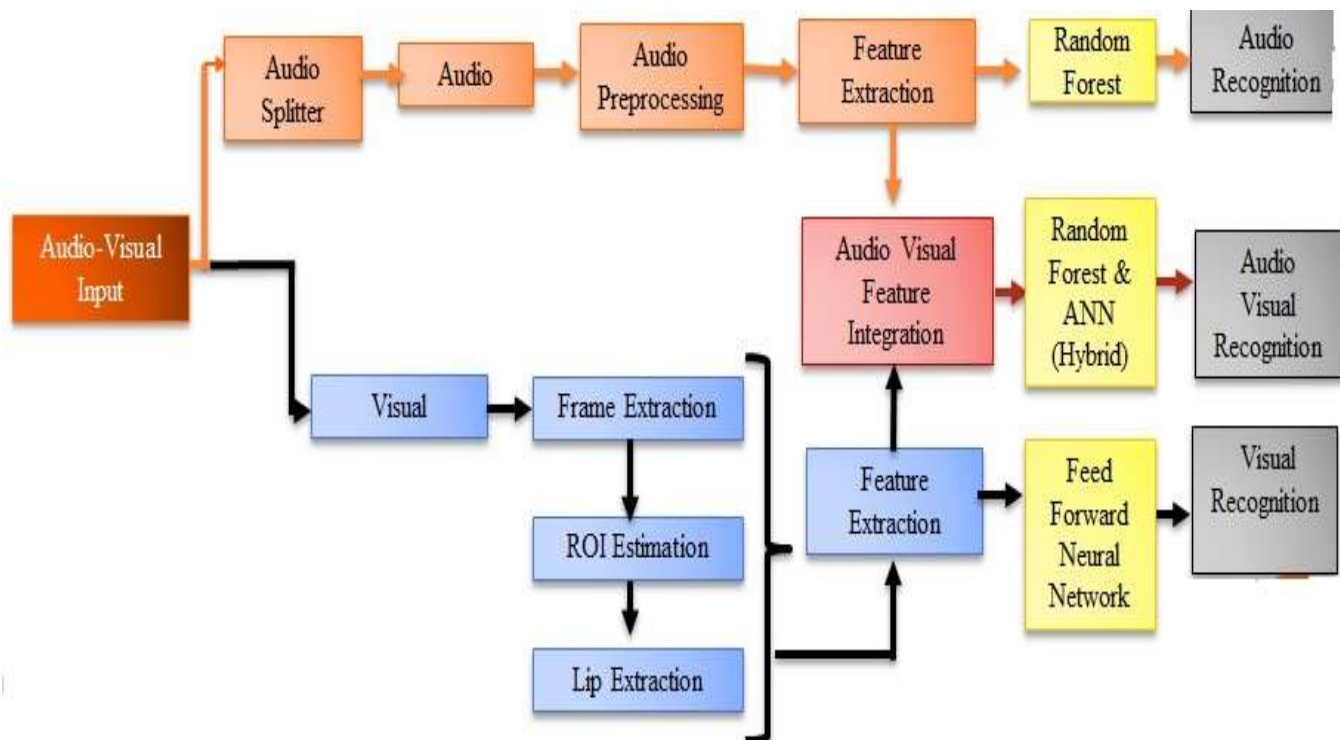 Audio
Splitter
Audio
Audio
Preprocessing
Feature
Extraction
Random
Forest
Audio
Recognition
Audio-Visual
Input
Audio Visual
Feature
Integration
Random
Forest &
ANN
(Hybrid)
Audio
Visual
Recognition
Visual
Frame Extraction
ROI Estimation
Lip Extraction
Feature
Extraction
Feed
Forward
Neural
Network
Visual
Recognition